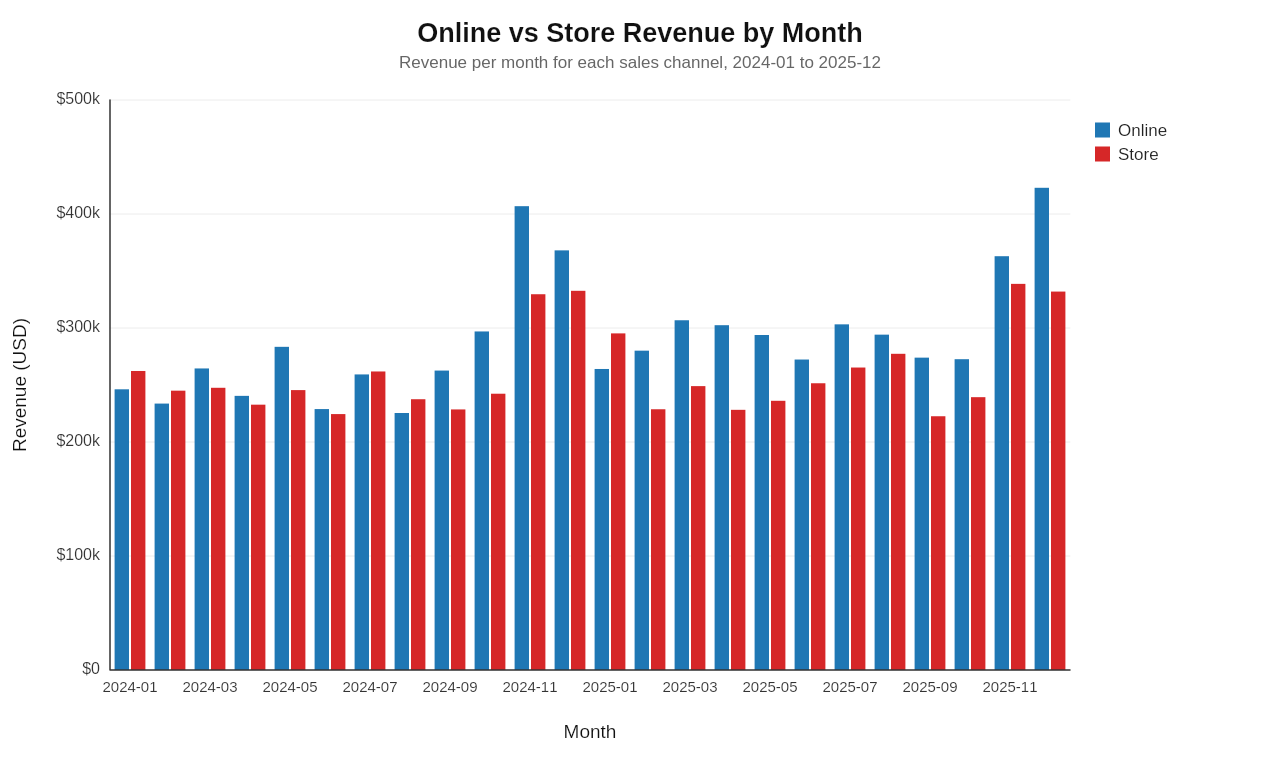 Online vs Store Revenue by Month
Revenue per month for each sales channel, 2024-01 to 2025-12
$500k
$400k
$300k
$200k
$100k
$0
Revenue (USD)
2024-01
2024-03
2024-05
2024-07
2024-09
2024-11
2025-01
2025-03
2025-05
2025-07
2025-09
2025-11
Month
Online
Store